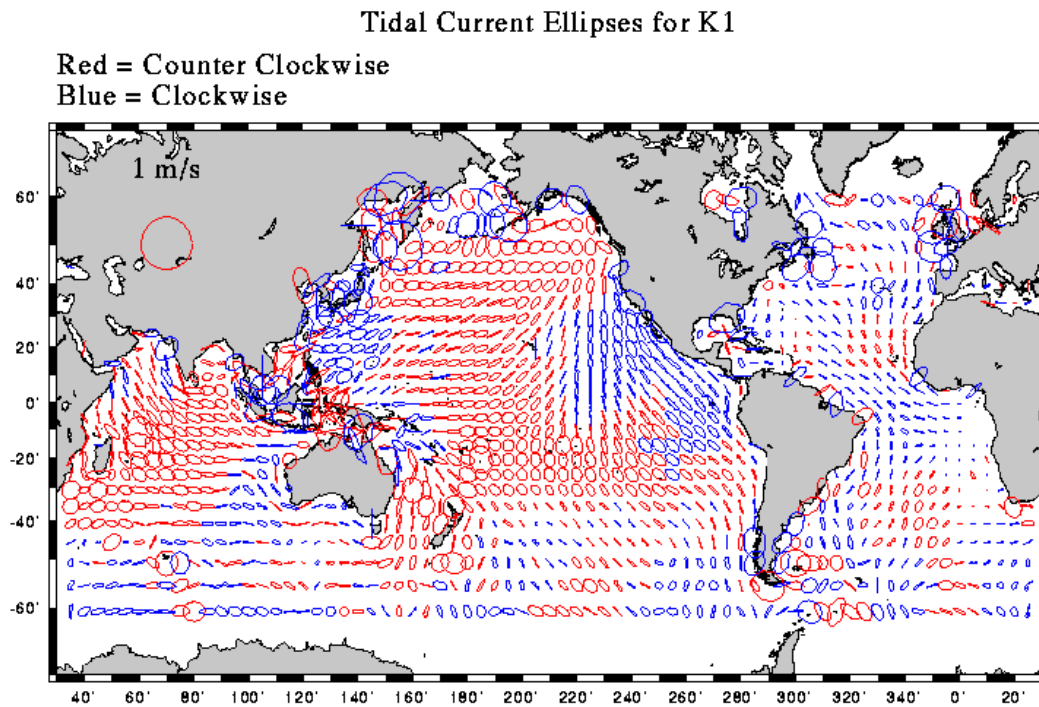 Tidal Current Ellipses for K1
Red = Counter Clockwise
Blue = Clockwise
1 m/s
60'
40'
20'
0'
-20'
-40'
-60'
40' 60' 80' 100' 120' 140' 160' 180' 200' 220' 240' 260' 280' 300' 320' 340' 0' 20'